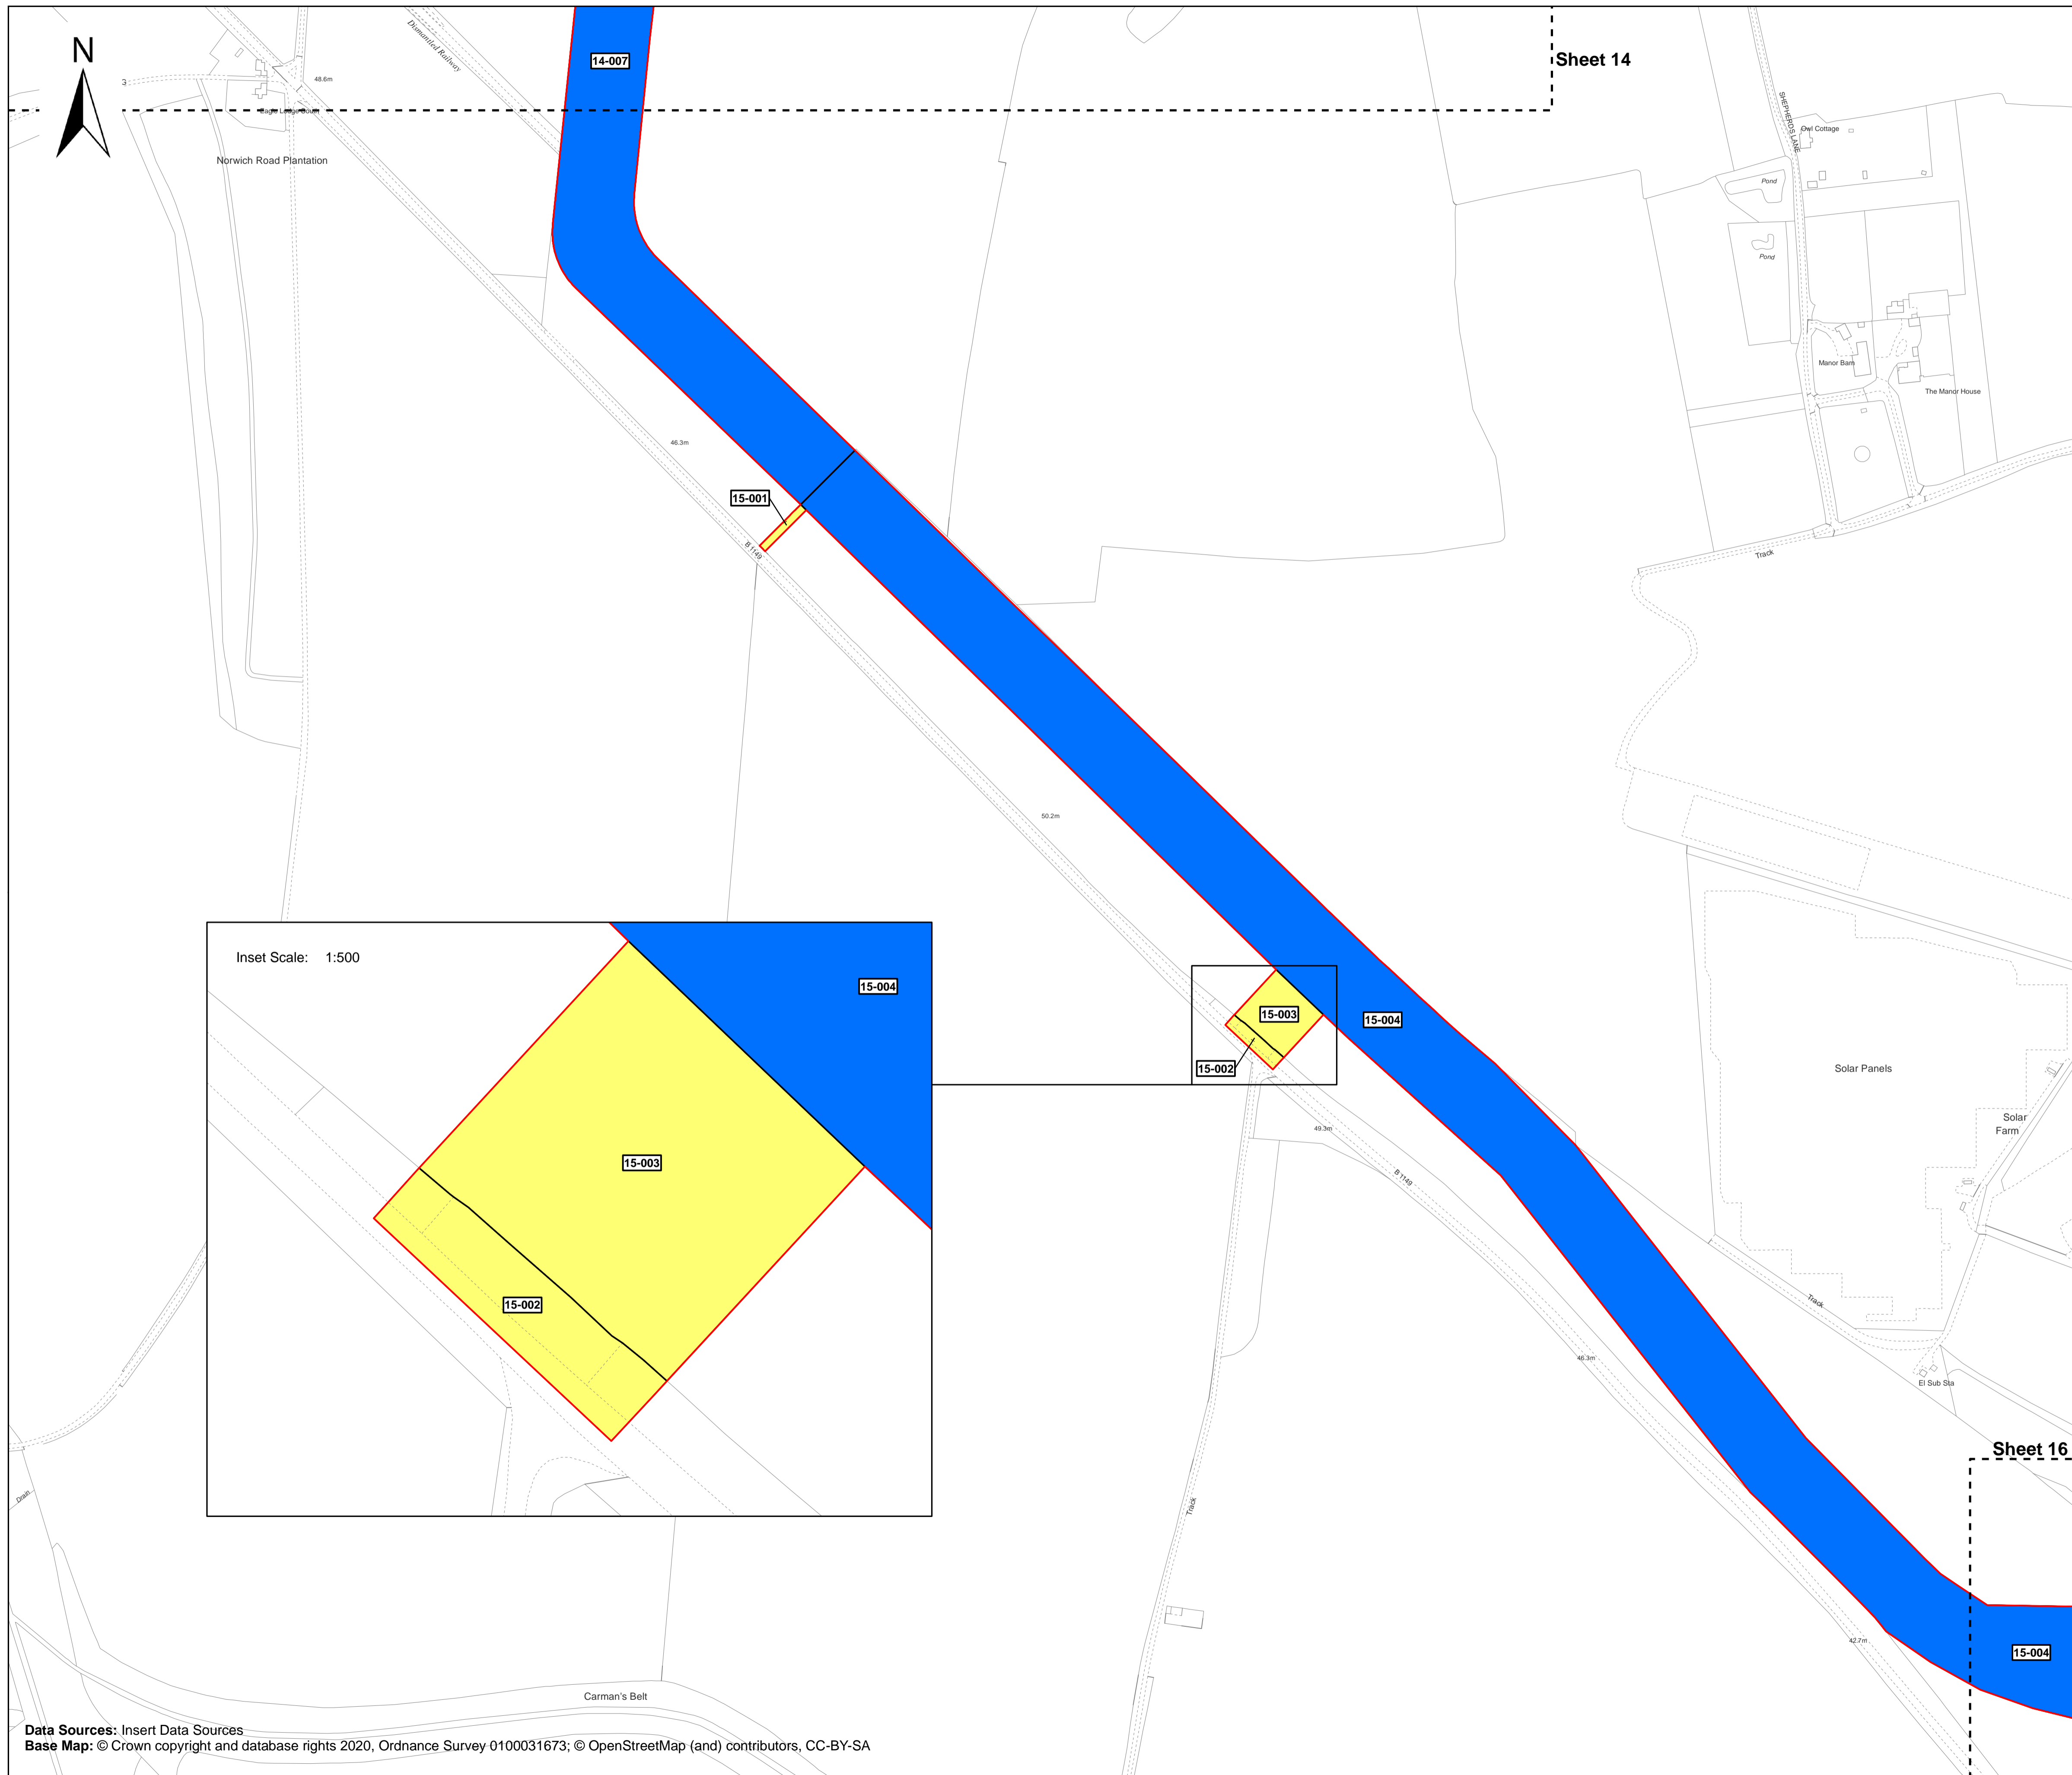 N
Dismantled Railway
14-007
Sheet 14
48.6m
Eagle Lodge South
Norwich Road Plantation
SHEPHERDS LANE
Owl Cottage
Pond
Pond
Manor Barn
The Manor House
46.3m
15-001
B 1149
Track
50.2m
Inset Scale: 1:500
15-004
15-003
15-002
15-003
15-004
15-002
Solar Panels
Solar
Farm
49.3m
B 1149
Track
46.3m
El Sub Sta
Sheet 16
Drain
Track
42.7m
15-004
Carman's Belt
Data Sources: Insert Data Sources
Base Map: © Crown copyright and database rights 2020, Ordnance Survey 0100031673; © OpenStreetMap (and) contributors, CC-BY-SA